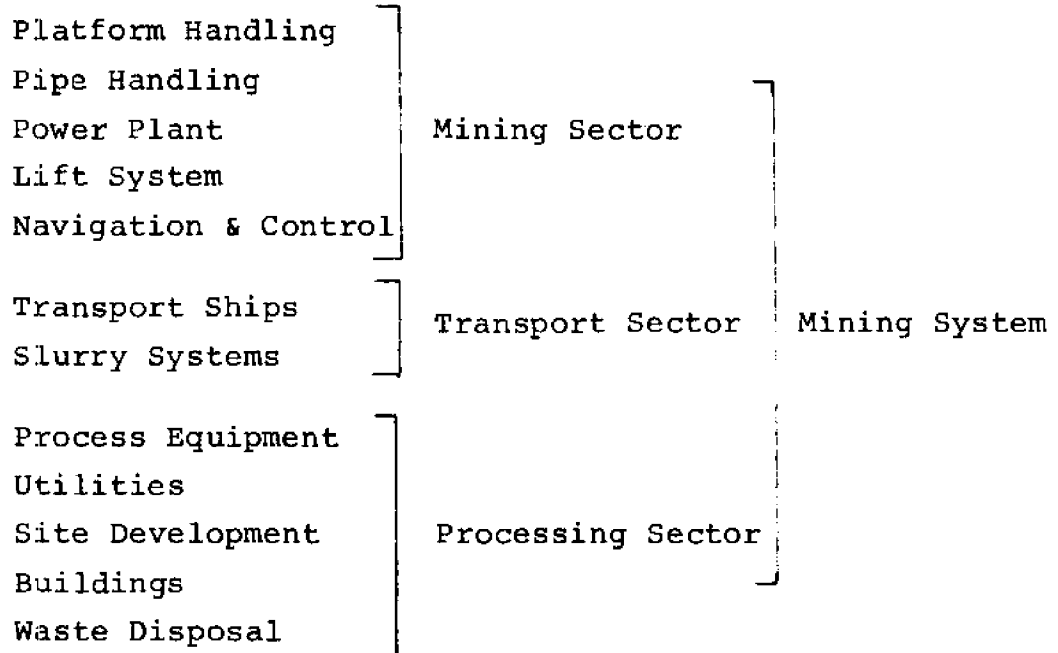 Platform Handling
Pipe Handling
Power Plant
Lift System
Navigation & Control
Mining Sector
Transport Ships
Slurry Systems
Transport Sector
Mining System
Process Equipment
Utilities
Site Development
Buildings
Waste Disposal
Processing Sector